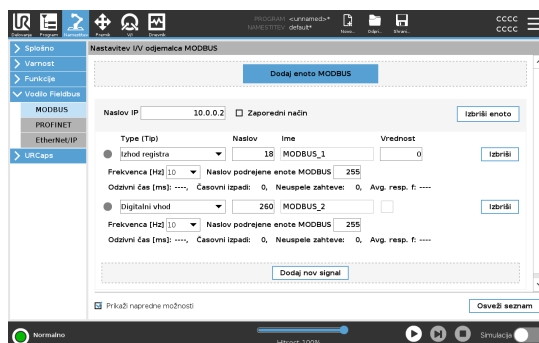 PROGRAM <unnamed>*
NAMESTITEV default*
CCCC
CCCC
Delovanje Program Namestitev Premik V/I Dnevnik Novo... Odpri... Shrani...
Splošno
Varnost
Funkcije
Vodilo Fieldbus
MODBUS
PROFINET
EtherNet/IP
URCaps
Nastavitev I/V odjemalca MODBUS
Dodaj enoto MODBUS
Naslov IP 10.0.0.2 Zaporedni način Izbriši enoto
Type (Tip) Naslov Ime Vrednost
Izhod registra 18 MODBUS_1 0 Izbriši
Frekvenca [Hz] 10 Naslov podrejene enote MODBUS 255
Odzivni čas [ms]: ----, Časovni izpadi: 0, Neuspele zahteve: 0, Avg. resp. f: ----
Digitalni vhod 260 MODBUS_2 Izbriši
Frekvenca [Hz] 10 Naslov podrejene enote MODBUS 255
Odzivni čas [ms]: ----, Časovni izpadi: 0, Neuspele zahteve: 0, Avg. resp. f: ----
Dodaj nov signal
Prikaži napredne možnosti Osveži seznam
Normalno Hitrost 100% Simulacija